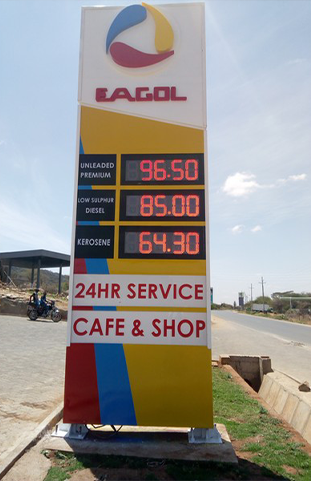 EAGOL
UNLEADED PREMIUM 96.50
LOW SULPHUR DIESEL 85.00
KEROSENE 64.30
24HR SERVICE
CAFE & SHOP